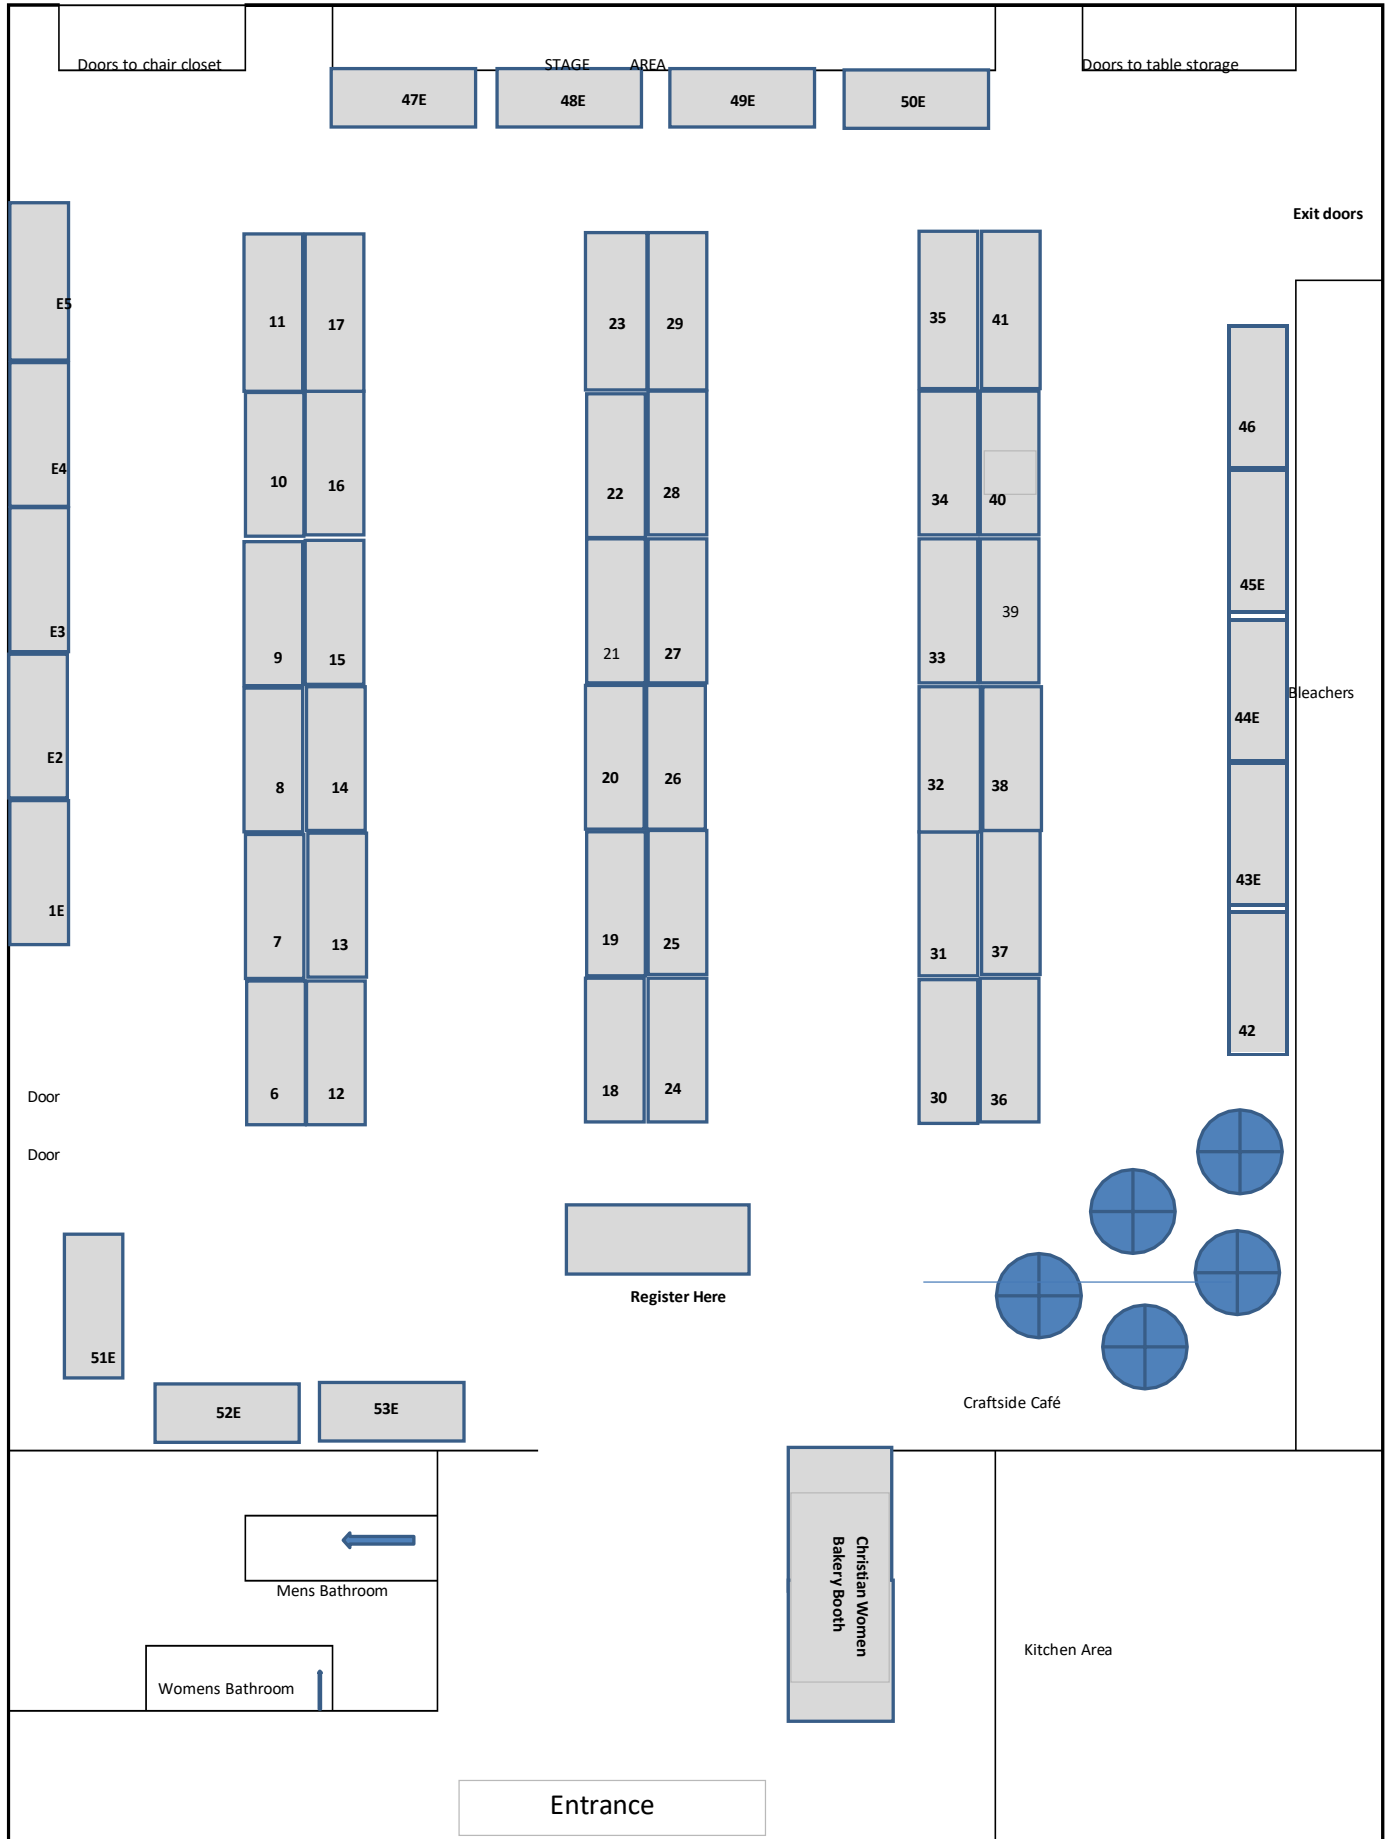 Doors to chair closet
STAGE AREA
Doors to table storage
47E
48E
49E
50E
Exit doors
E5
11
17
23
29
35
41
46
E4
10
16
22
28
34
40
45E
E3
9
15
21
27
33
39
44E
Bleachers
E2
8
14
20
26
32
38
43E
1E
7
13
19
25
31
37
42
6
12
18
24
30
36
Door
Door
Register Here
51E
52E
53E
Craftside Café
Christian Women
Bakery Booth
Mens Bathroom
Womens Bathroom
Kitchen Area
Entrance